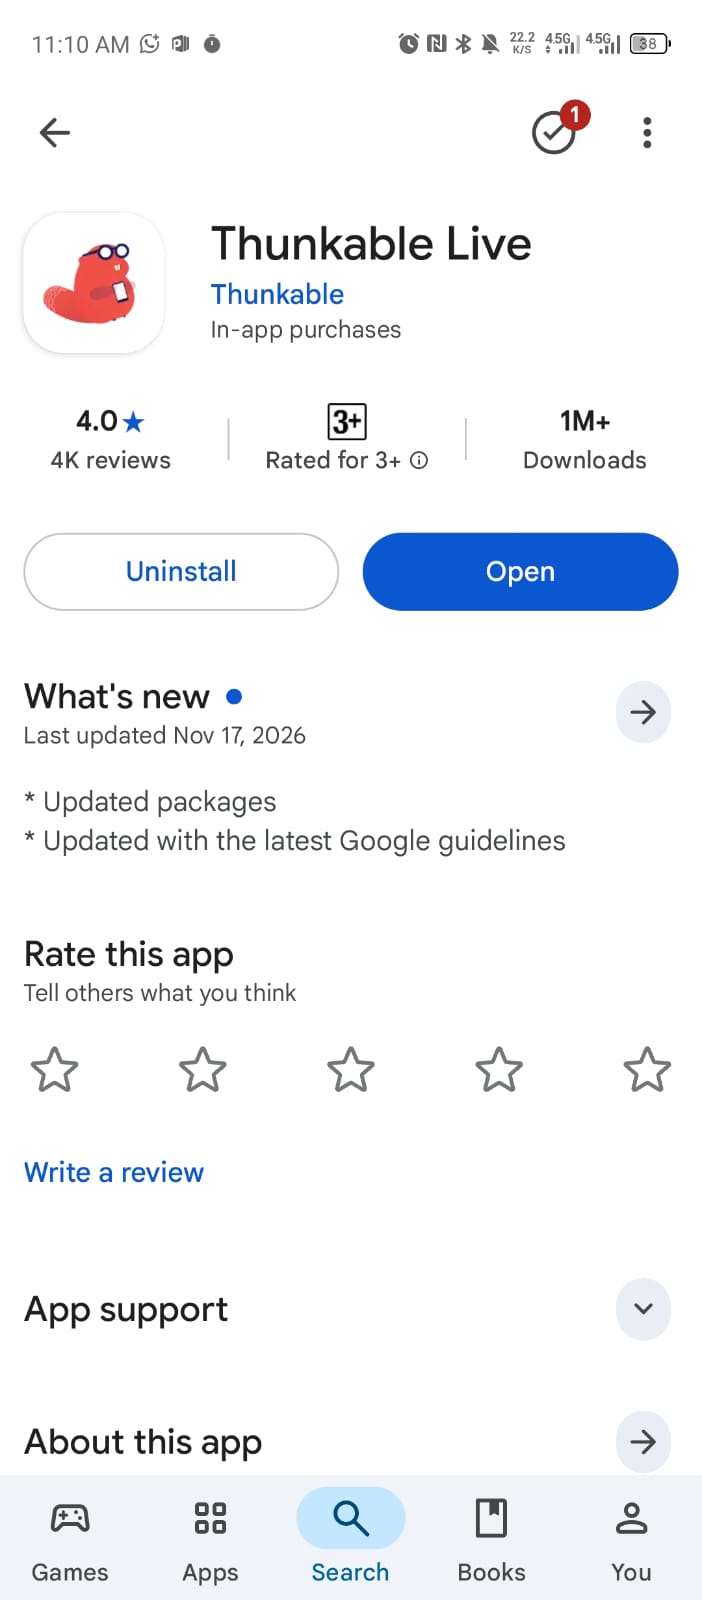 11:10 AM
22.2
K/S
4.5G
4.5G
38
1
Thunkable Live
Thunkable
In-app purchases
4.0★
4K reviews
3+
Rated for 3+
1M+
Downloads
Uninstall
Open
What's new
Last updated Nov 17, 2026
* Updated packages
* Updated with the latest Google guidelines
Rate this app
Tell others what you think
Write a review
App support
About this app
Games
Apps
Search
Books
You